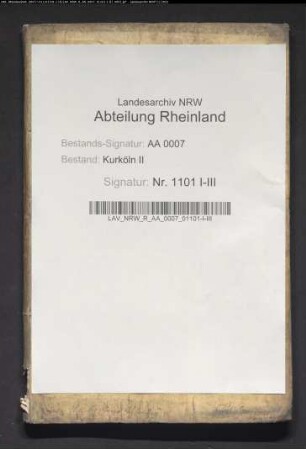 Landesarchiv NRW
Abteilung Rheinland
Bestands-Signatur: AA 0007
Bestand: Kurköln II
Signatur: Nr. 1101 I-III
LAV_NRW_R_AA_0007_01101-I-III